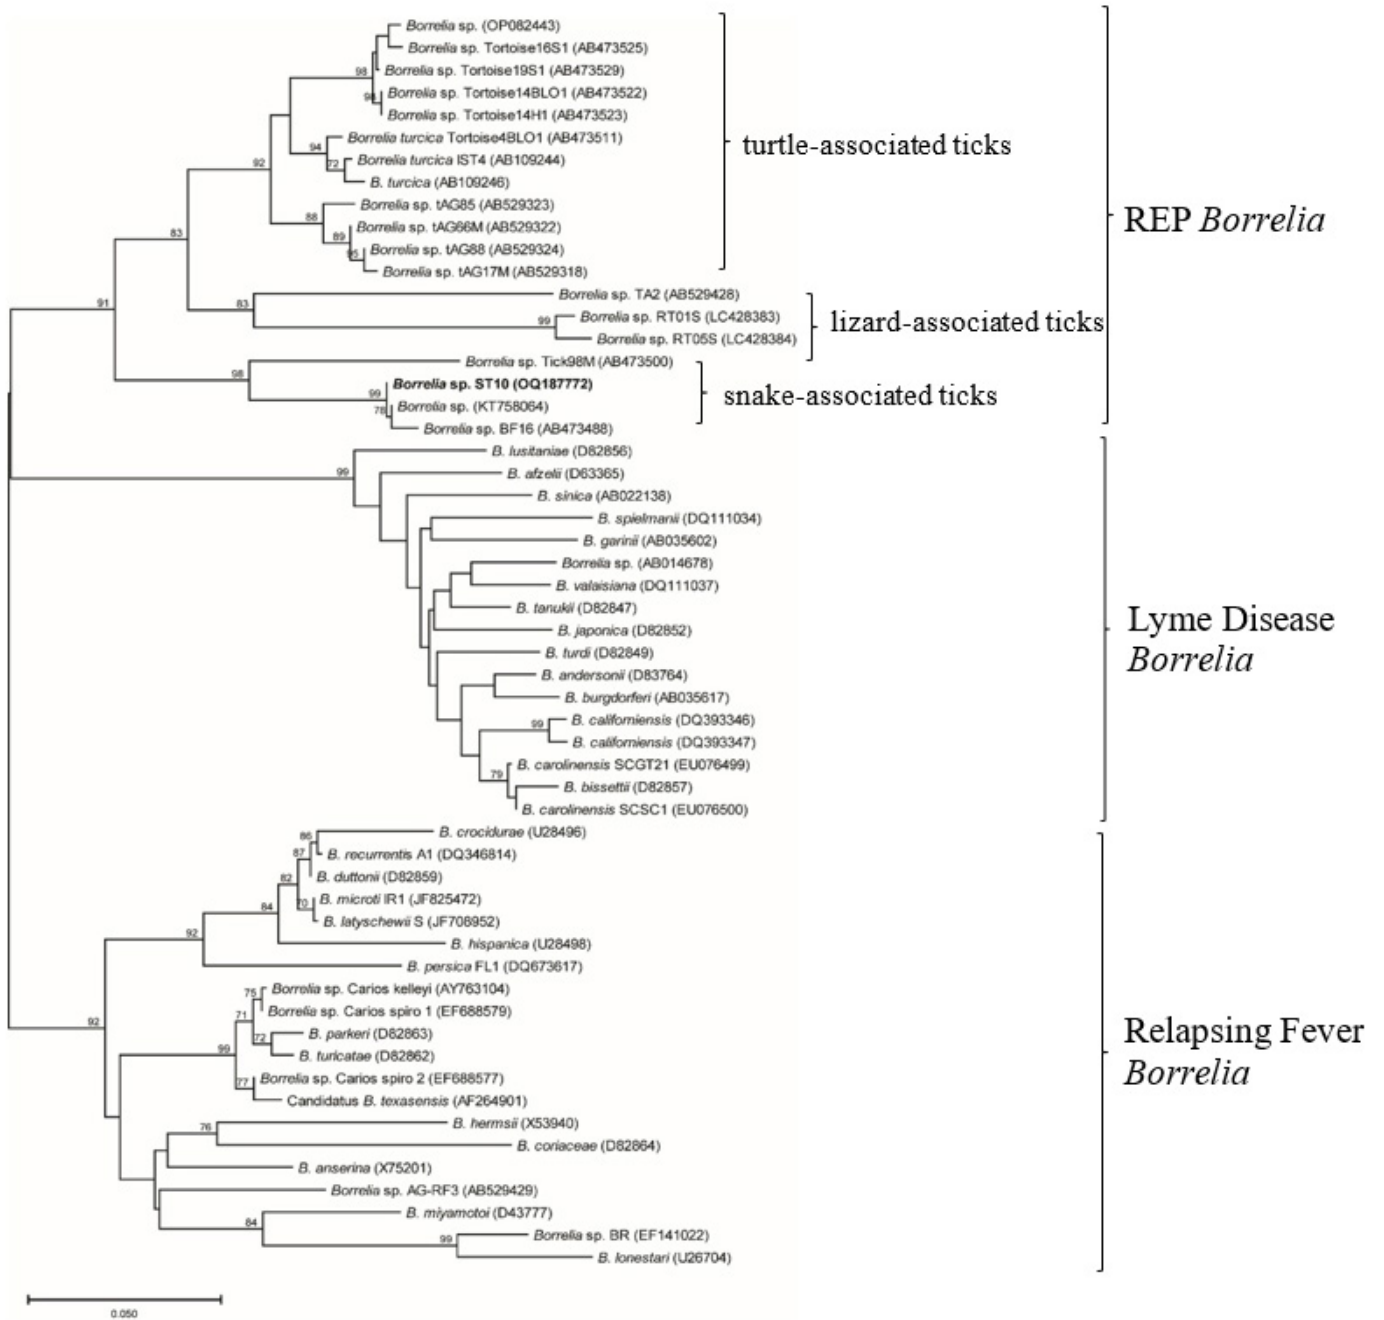 Borrelia sp. (OP082443)
Borrelia sp. Tortoise16S1 (AB473525)
98
Borrelia sp. Tortoise19S1 (AB473529)
Borrelia sp. Tortoise14BLO1 (AB473522)
Borrelia sp. Tortoise14H1 (AB473523)
Borrelia turcica Tortoise4BLO1 (AB473511)
turtle-associated ticks
94
92
72
Borrelia turcica IST4 (AB109244)
B. turcica (AB109246)
Borrelia sp. tAG85 (AB529323)
88
REP Borrelia
Borrelia sp. tAG66M (AB529322)
83
89
95
Borrelia sp. tAG88 (AB529324)
Borrelia sp. tAG17M (AB529318)
Borrelia sp. TA2 (AB529428)
91
83
Borrelia sp. RT01S (LC428383)
99
lizard-associated ticks
Borrelia sp. RT05S (LC428384)
Borrelia sp. Tick98M (AB473500)
98
Borrelia sp. ST10 (OQ187772)
99
snake-associated ticks
78
Borrelia sp. (KT758064)
Borrelia sp. BF16 (AB473488)
B. lusitaniae (D82856)
99
B. afzelii (D63365)
B. sinica (AB022138)
B. spielmanii (DQ111034)
B. garinii (AB035602)
Borrelia sp. (AB014678)
B. valaisiana (DQ111037)
B. tanukii (D82847)
Lyme Disease
Borrelia
B. japonica (D82852)
B. turdi (D82849)
B. andersonii (D83764)
B. burgdorferi (AB035617)
99
B. californiensis (DQ393346)
B. californiensis (DQ393347)
B. carolinensis SCGT21 (EU076499)
79
B. bissettii (D82857)
B. carolinensis SCSC1 (EU076500)
86
B. crocidurae (U28496)
87
B. recurrentis A1 (DQ346814)
82
B. duttonii (D82859)
70
B. microti IR1 (JF825472)
84
B. latyschewii S (JF708952)
92
B. hispanica (U28498)
B. persica FL1 (DQ673617)
75
Borrelia sp. Carios kelleyi (AY763104)
71
Borrelia sp. Carios spiro 1 (EF688579)
92
72
B. parkeri (D82863)
99
B. turicatae (D82862)
Relapsing Fever
Borrelia
77
Borrelia sp. Carios spiro 2 (EF688577)
Candidatus B. texasensis (AF264901)
76
B. hermsii (X53940)
B. coriaceae (D82864)
B. anserina (X75201)
Borrelia sp. AG-RF3 (AB529429)
84
B. miyamotoi (D43777)
99
Borrelia sp. BR (EF141022)
B. lonestari (U26704)
0.050